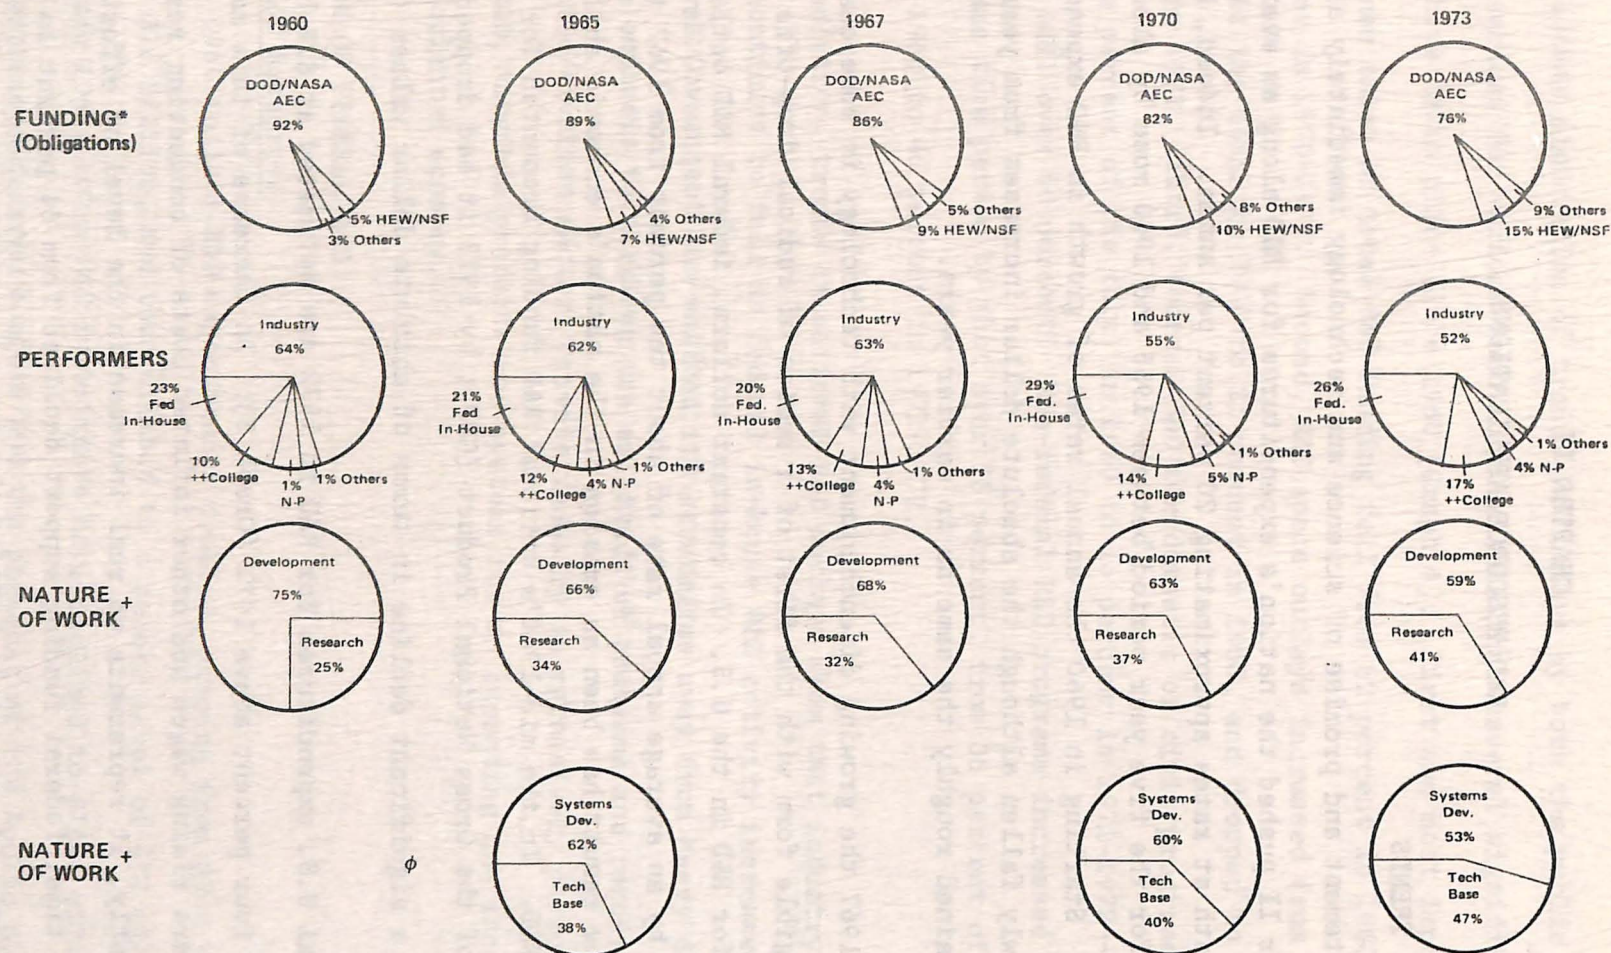 1960 1965 1967 1970 1973
FUNDING*
(Obligations)
DOD/NASA
AEC
92%
5% HEW/NSF
3% Others
DOD/NASA
AEC
89%
4% Others
7% HEW/NSF
DOD/NASA
AEC
86%
5% Others
9% HEW/NSF
DOD/NASA
AEC
82%
8% Others
10% HEW/NSF
DOD/NASA
AEC
76%
9% Others
15% HEW/NSF
PERFORMERS
Industry
64%
23%
Fed
In-House
10%
++College
1%
N-P
1% Others
Industry
62%
21%
Fed
In-House
12%
++College
4% N-P
1% Others
Industry
63%
20%
Fed.
In-House
13%
++College
4%
N-P
1% Others
Industry
55%
29%
Fed.
In-House
14%
++College
5% N-P
1% Others
Industry
52%
26%
Fed.
In-House
17%
++College
4% N-P
1% Others
NATURE +
OF WORK
Development
75%
Research
25%
Development
66%
Research
34%
Development
68%
Research
32%
Development
63%
Research
37%
Development
59%
Research
41%
NATURE +
OF WORK
ϕ
Systems
Dev.
62%
Tech
Base
38%
Systems
Dev.
60%
Tech
Base
40%
Systems
Dev.
53%
Tech
Base
47%